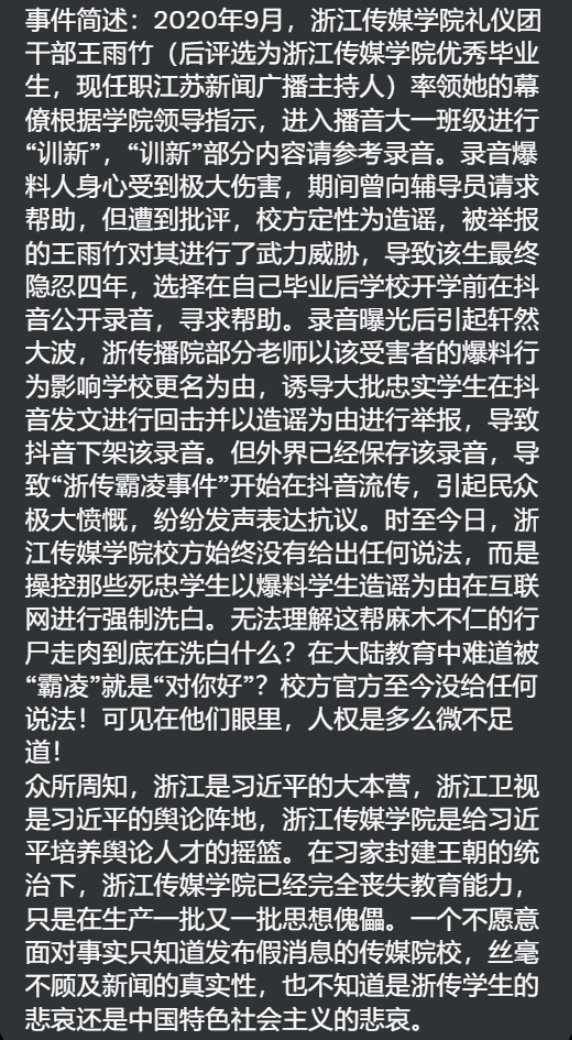 事件简述：2020年9月，浙江传媒学院礼仪团
干部王雨竹（后评选为浙江传媒学院优秀毕业
生，现任职江苏新闻广播主持人）率领她的幕
僚根据学院领导指示，进入播音大一班级进行
“训新”，“训新”部分内容请参考录音。录音爆
料人身心受到极大伤害，期间曾向辅导员请求
帮助，但遭到批评，校方定性为造谣，被举报
的王雨竹对其进行了武力威胁，导致该生最终
隐忍四年，选择在自己毕业后学校开学前在抖
音公开录音，寻求帮助。录音曝光后引起轩然
大波，浙传播院部分老师以该受害者的爆料行
为影响学校更名为由，诱导大批忠实学生在抖
音发文进行回击并以造谣为由进行举报，导致
抖音下架该录音。但外界已经保存该录音，导
致“浙传霸凌事件”开始在抖音流传，引起民众
极大愤慨，纷纷发声表达抗议。时至今日，浙
江传媒学院校方始终没有给出任何说法，而是
操控那些死忠学生以爆料学生造谣为由在互联
网进行强制洗白。无法理解这帮麻木不仁的行
尸走肉到底在洗白什么？在大陆教育中难道被
“霸凌”就是“对你好”？校方官方至今没给任何
说法！可见在他们眼里，人权是多么微不足
道！
众所周知，浙江是习近平的大本营，浙江卫视
是习近平的舆论阵地，浙江传媒学院是给习近
平培养舆论人才的摇篮。在习家封建王朝的统
治下，浙江传媒学院已经完全丧失教育能力，
只是在生产一批又一批思想傀儡。一个不愿意
面对事实只知道发布假消息的传媒院校，丝毫
不顾及新闻的真实性，也不知道是浙传学生的
悲哀还是中国特色社会主义的悲哀。